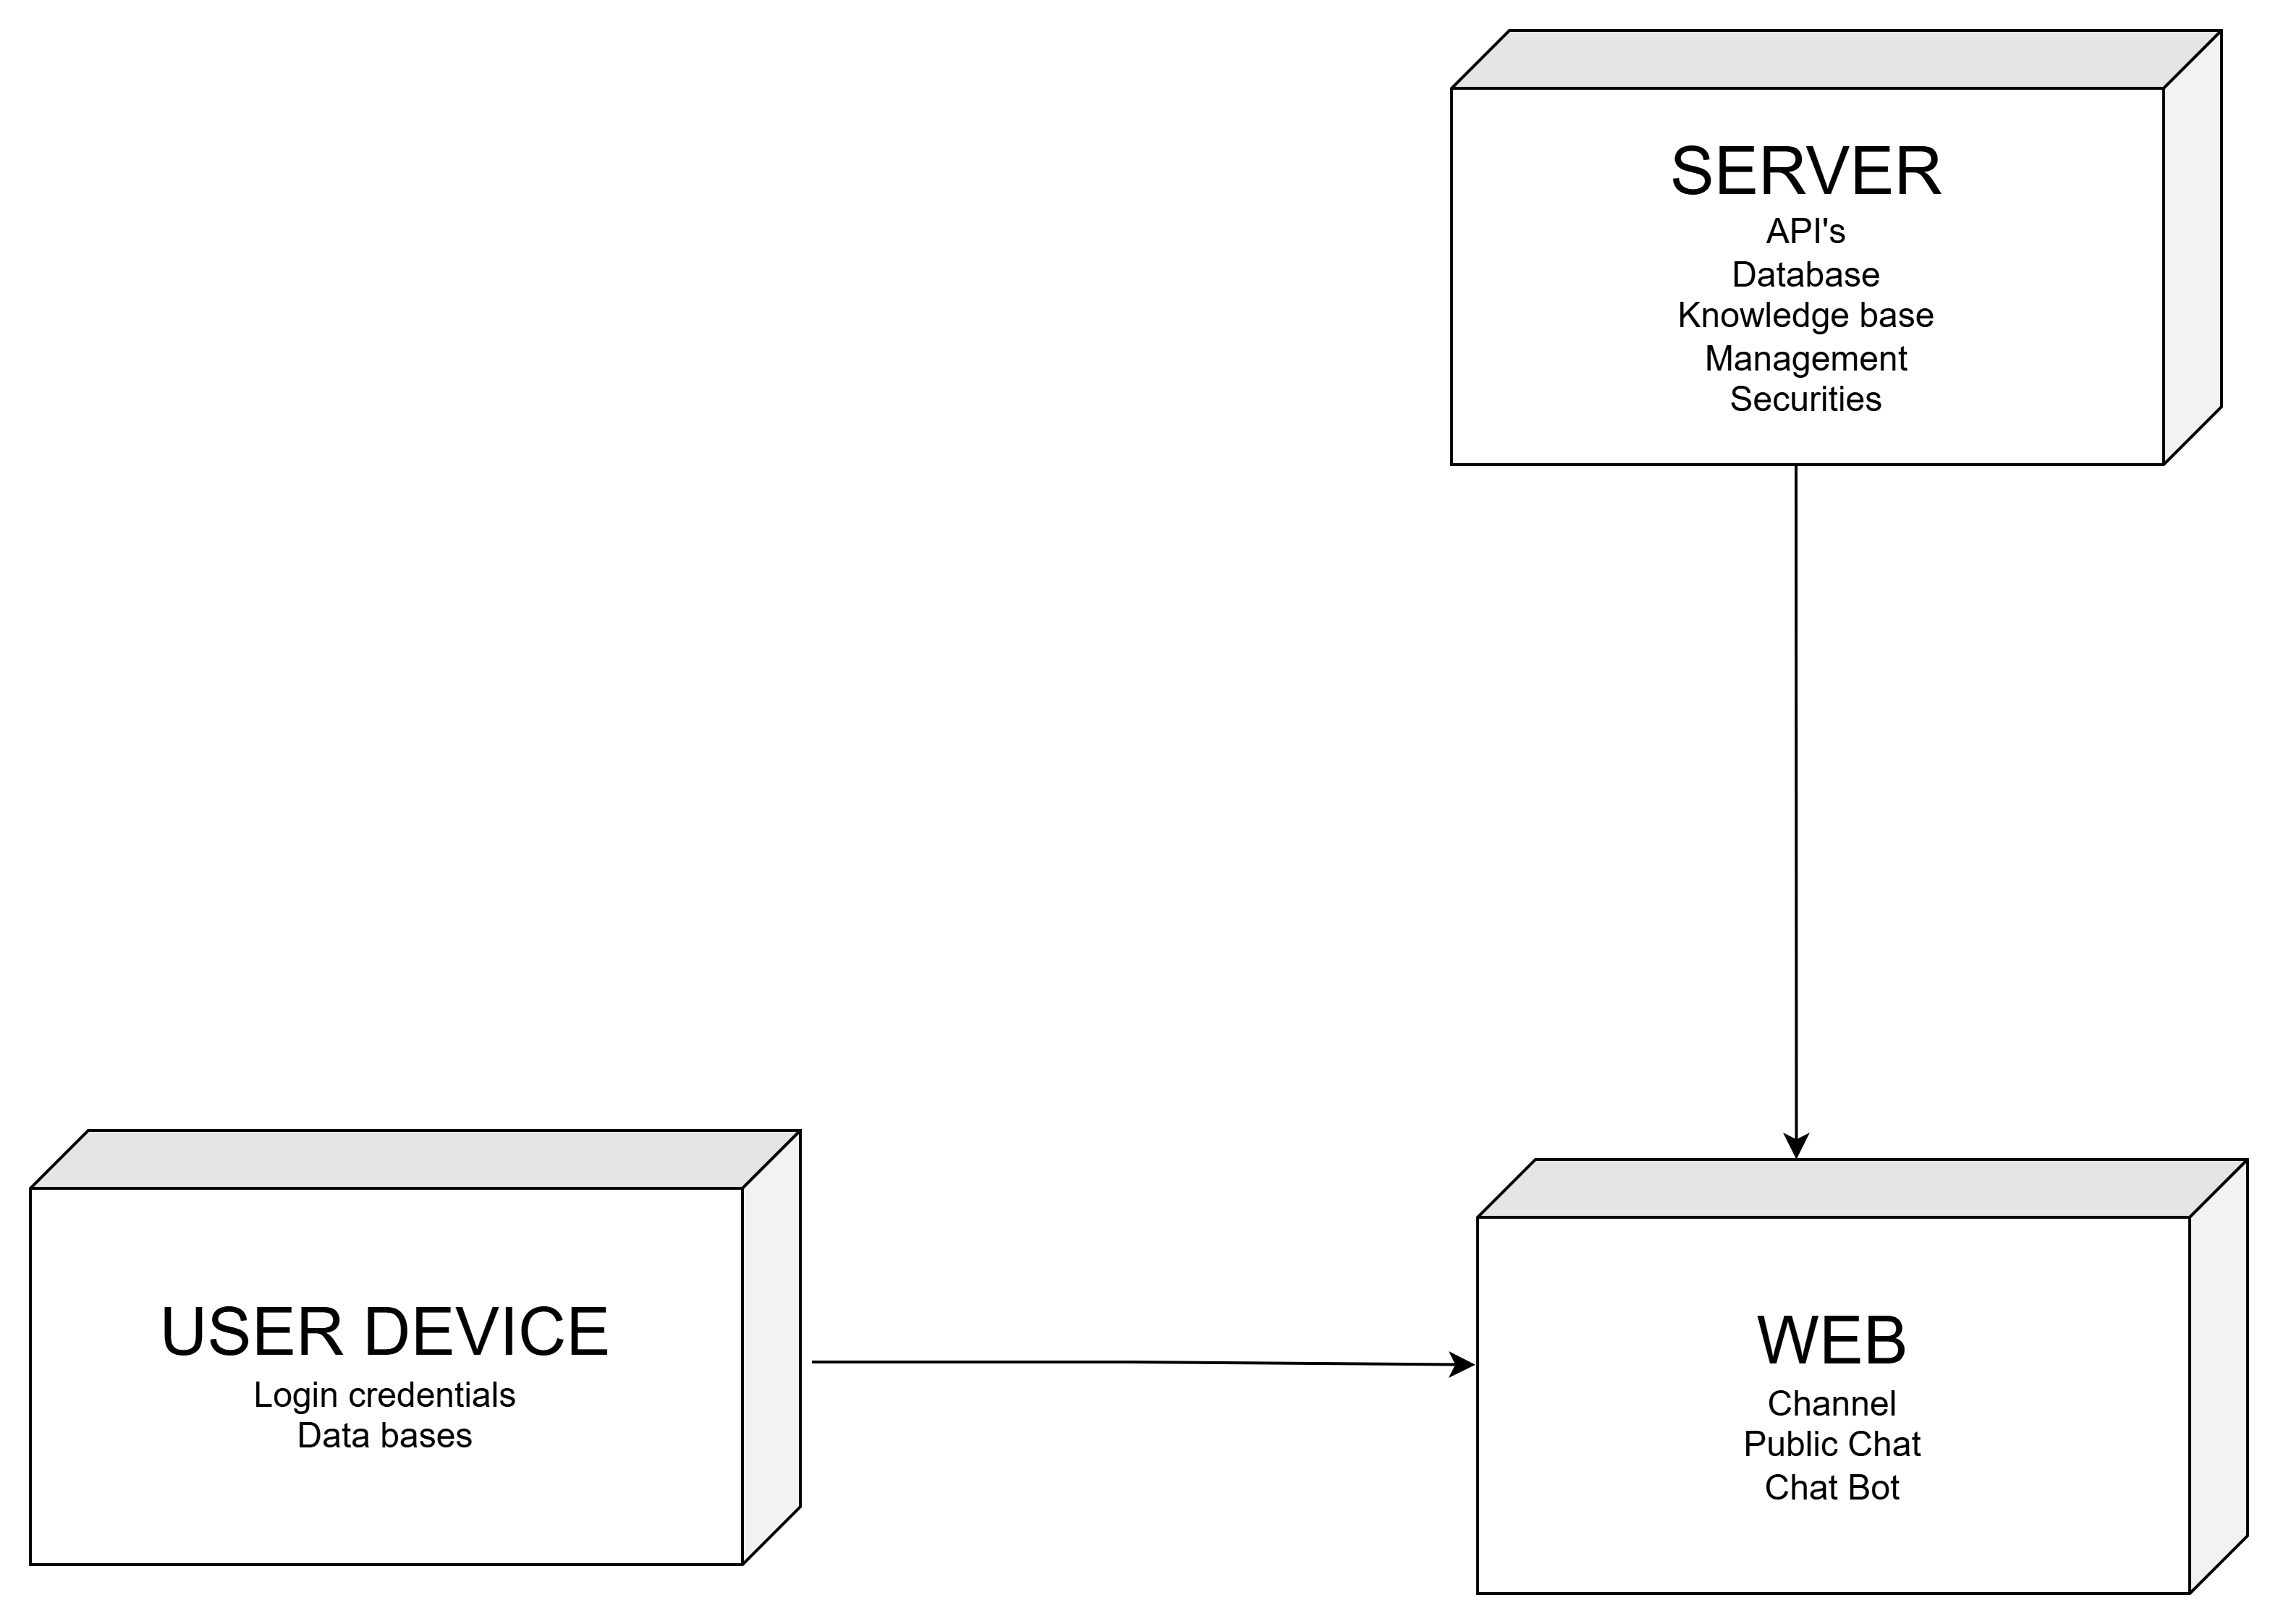 SERVER
API's
Database
Knowledge base
Management
Securities
USER DEVICE
Login credentials
Data bases
WEB
Channel
Public Chat
Chat Bot